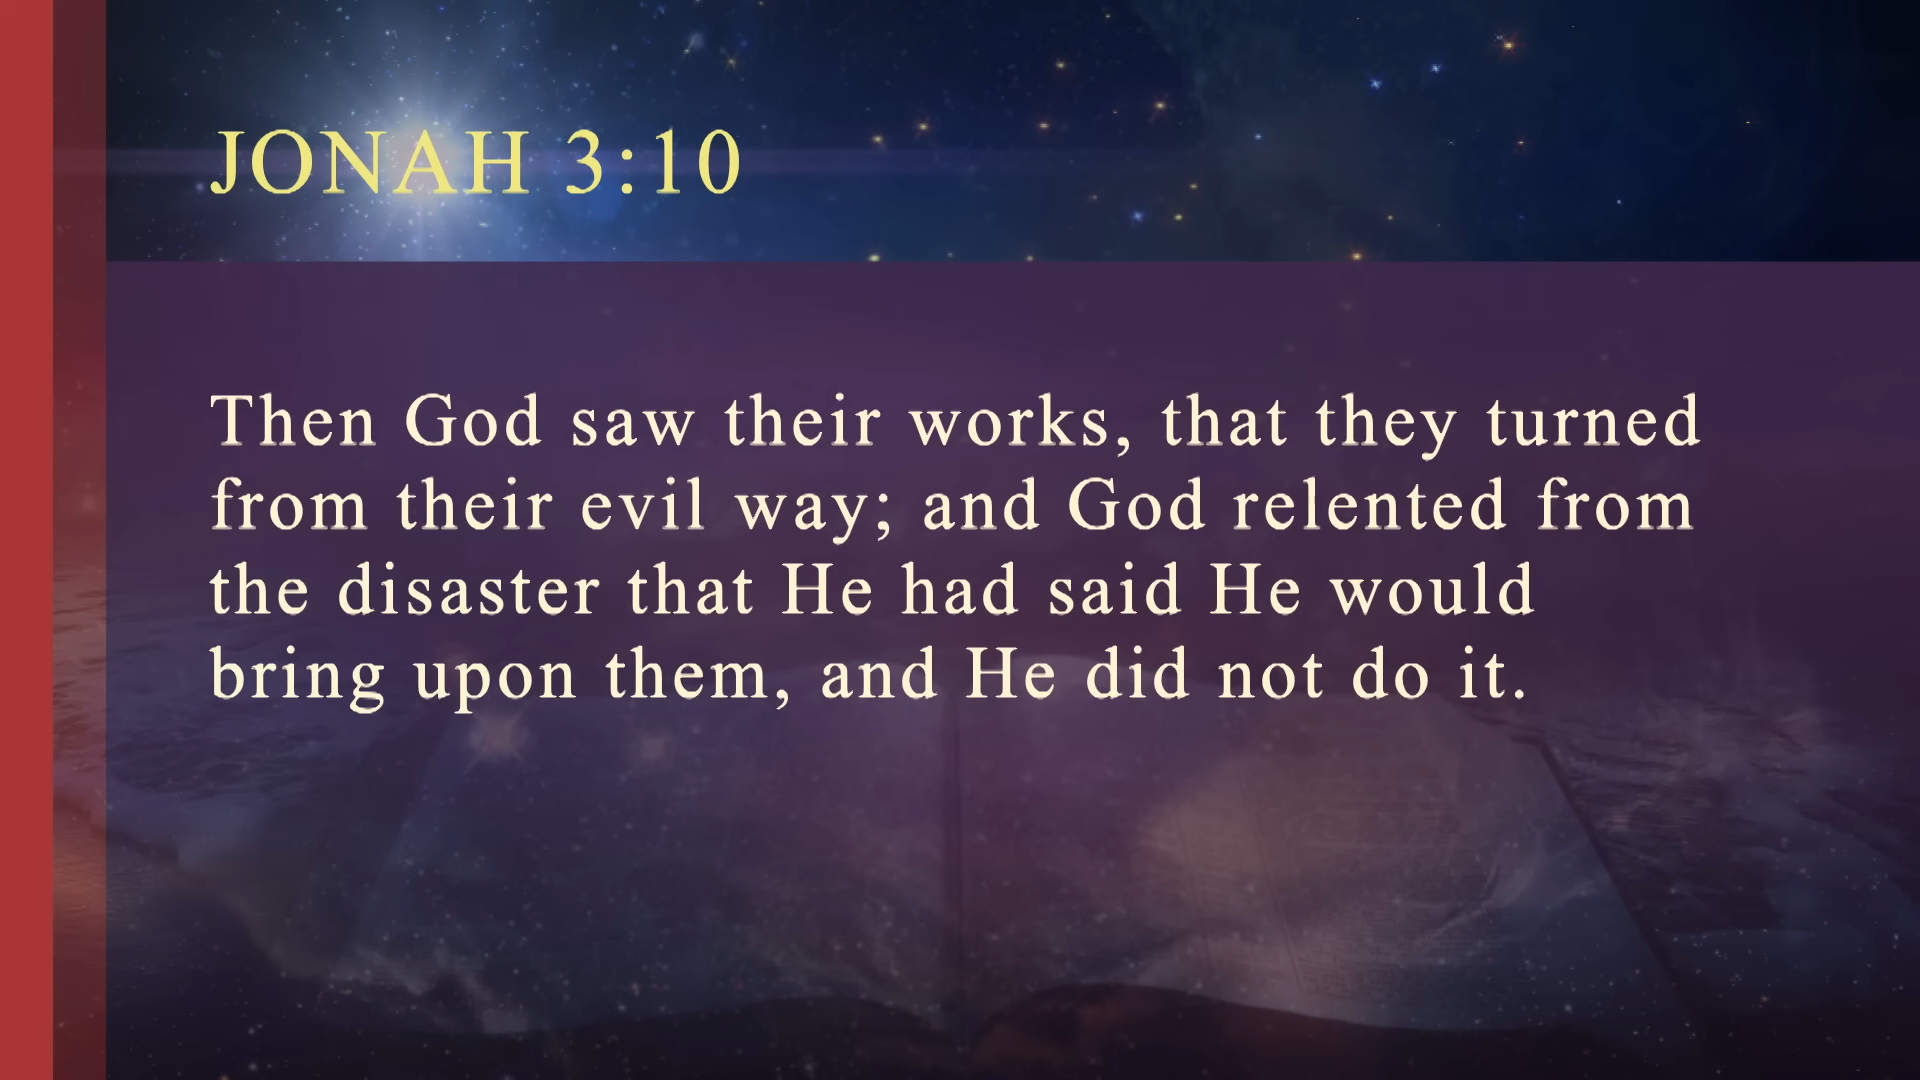 JONAH 3:10
Then God saw their works, that they turned
from their evil way; and God relented from
the disaster that He had said He would
bring upon them, and He did not do it.